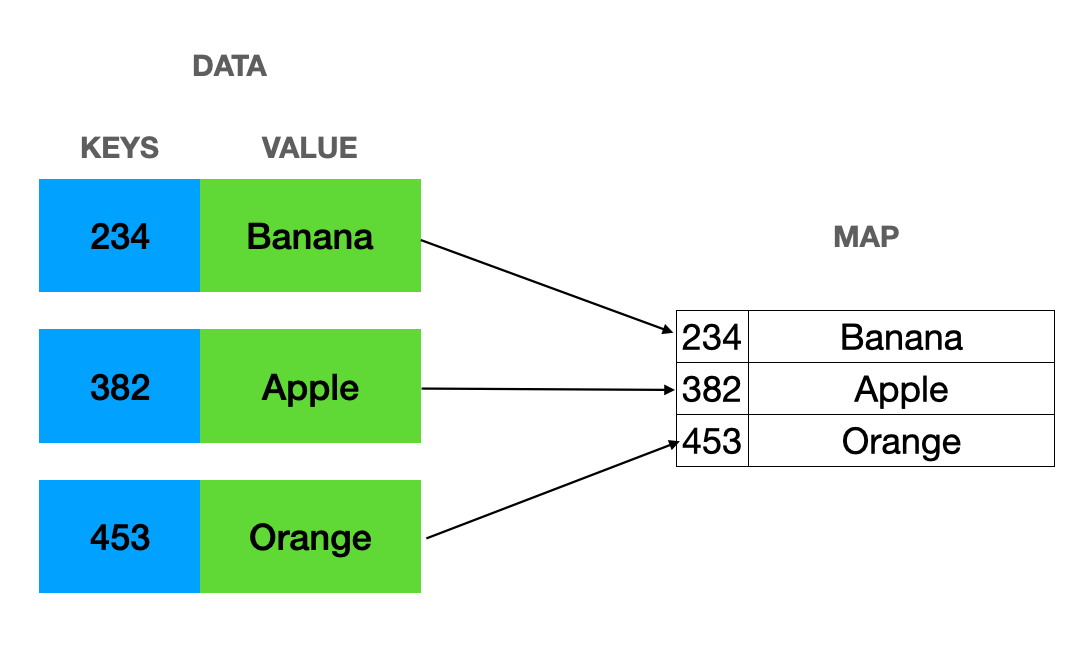 DATA
KEYS VALUE
234 Banana
382 Apple
453 Orange
MAP
234 Banana
382 Apple
453 Orange